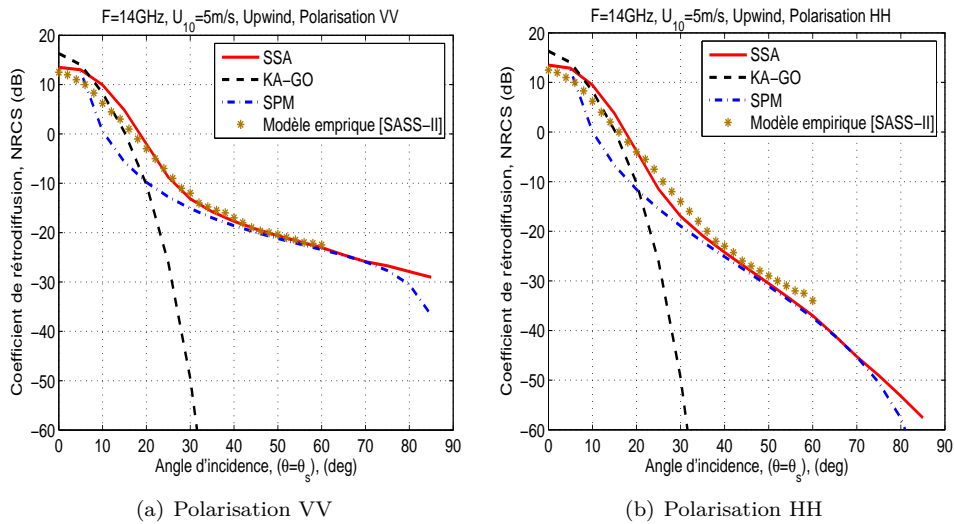 F=14GHz, U10=5m/s, Upwind, Polarisation VV
Coefficient de rétrodiffusion, NRCS (dB)
20
10
0
−10
−20
−30
−40
−50
−60
SSA
KA−GO
SPM
Modèle emprique [SASS−II]
0 10 20 30 40 50 60 70 80 90
Angle d'incidence, (θ=θs), (deg)
(a) Polarisation VV
F=14GHz, U10=5m/s, Upwind, Polarisation HH
Coefficient de rétrodiffusion, NRCS (dB)
20
10
0
−10
−20
−30
−40
−50
−60
SSA
KA−GO
SPM
Modèle empirique [SASS−II]
0 10 20 30 40 50 60 70 80 90
Angle d'incidence, (θ=θs), (deg)
(b) Polarisation HH